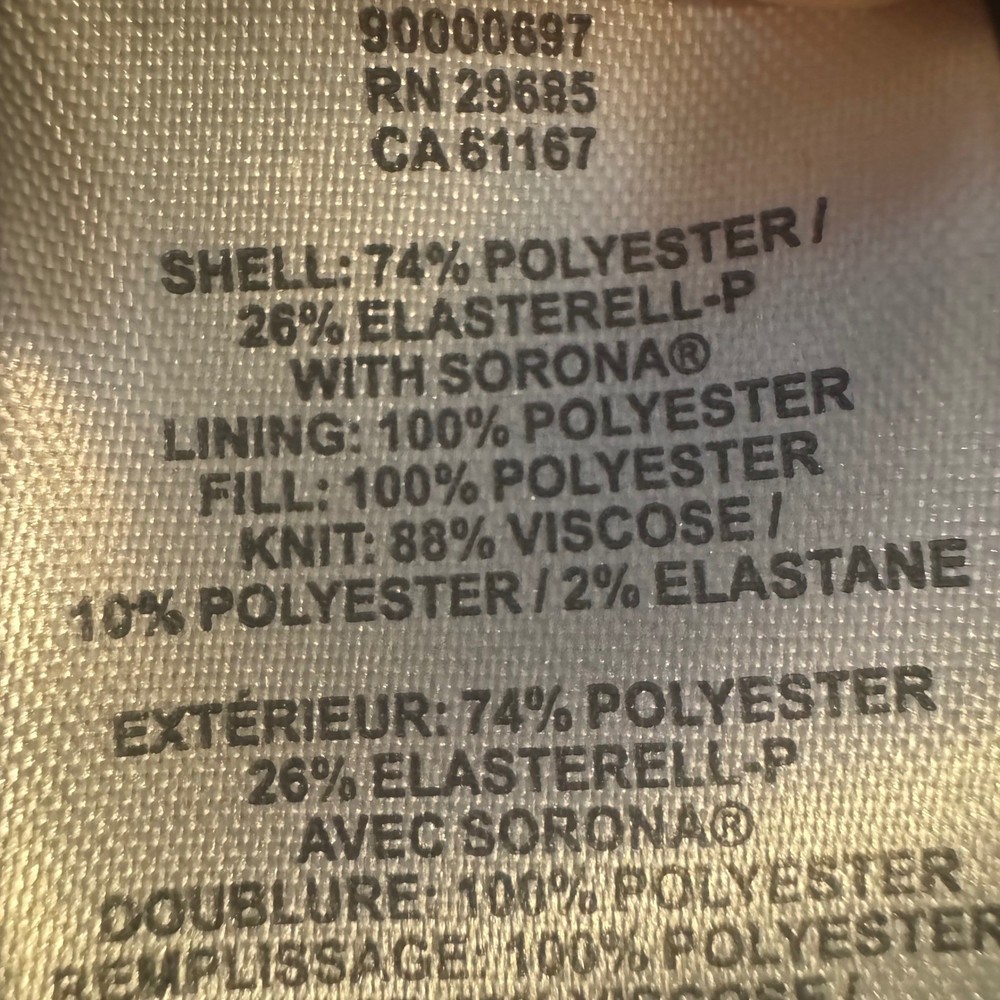 90000697
RN 29685
CA 61167
SHELL: 74% POLYESTER /
26% ELASTERELL-P
WITH SORONA®
LINING: 100% POLYESTER
FILL: 100% POLYESTER
KNIT: 88% VISCOSE /
10% POLYESTER / 2% ELASTANE
EXTÉRIEUR: 74% POLYESTER
26% ELASTERELL-P
AVEC SORONA®
DOUBLURE: 100% POLYESTER
REMPLISSAGE: 100% POLYESTER
VISCOSE /